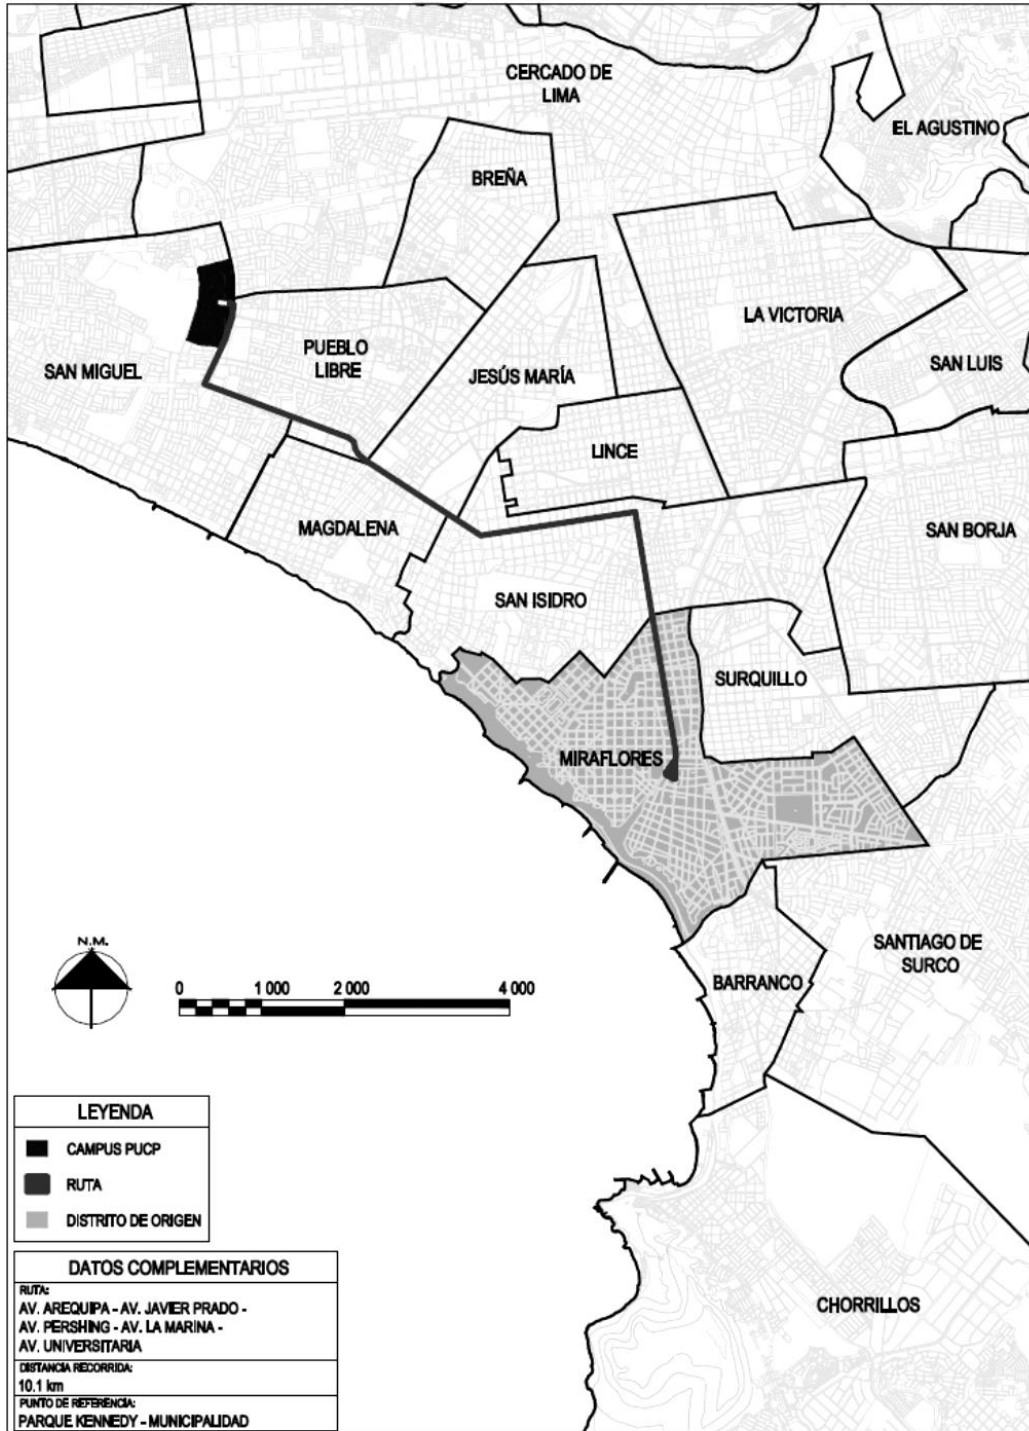 CERCADO DE
LIMA
EL AGUSTINO
BREÑA
LA VICTORIA
PUEBLO
LIBRE
SAN MIGUEL
JESÚS MARÍA
SAN LUIS
LINCE
MAGDALENA
SAN BORJA
SAN ISIDRO
SURQUILLO
MIRAFLORES
SANTIAGO DE
SURCO
BARRANCO
N.M.
0 1 000 2 000 4 000
CHORRILLOS
LEYENDA
CAMPUS PUCP
RUTA
DISTRITO DE ORIGEN
DATOS COMPLEMENTARIOS
RUTA:
AV. AREQUIPA - AV. JAVIER PRADO -
AV. PERSHING - AV. LA MARINA -
AV. UNIVERSITARIA
DISTANCIA RECORRIDA:
10.1 km
PUNTO DE REFERENCIA:
PARQUE KENNEDY - MUNICIPALIDAD